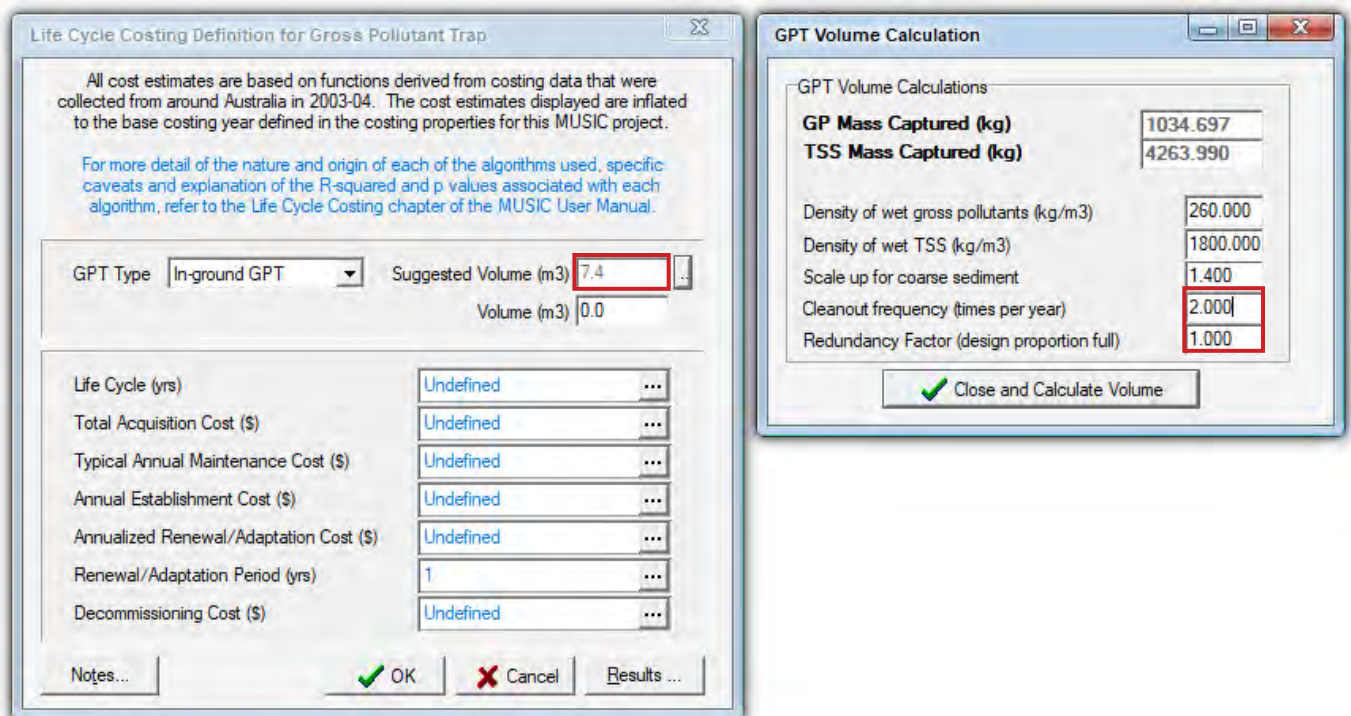 Life Cycle Costing Definition for Gross Pollutant Trap
All cost estimates are based on functions derived from costing data that were
collected from around Australia in 2003-04. The cost estimates displayed are inflated
to the base costing year defined in the costing properties for this MUSIC project.
For more detail of the nature and origin of each of the algorithms used, specific
caveats and explanation of the R-squared and p values associated with each
algorithm, refer to the Life Cycle Costing chapter of the MUSIC User Manual.
GPT Type In-ground GPT Suggested Volume (m3) 7.4 ..
Volume (m3) 0.0
Life Cycle (yrs) Undefined ...
Total Acquisition Cost ($) Undefined ...
Typical Annual Maintenance Cost ($) Undefined ...
Annual Establishment Cost ($) Undefined ...
Annualized Renewal/Adaptation Cost ($) Undefined ...
Renewal/Adaptation Period (yrs) 1 ...
Decommissioning Cost ($) Undefined ...
Notes... OK Cancel Results ...
GPT Volume Calculation
GPT Volume Calculations
GP Mass Captured (kg) 1034.697
TSS Mass Captured (kg) 4263.990
Density of wet gross pollutants (kg/m3) 260.000
Density of wet TSS (kg/m3) 1800.000
Scale up for coarse sediment 1.400
Cleanout frequency (times per year) 2.000
Redundancy Factor (design proportion full) 1.000
Close and Calculate Volume